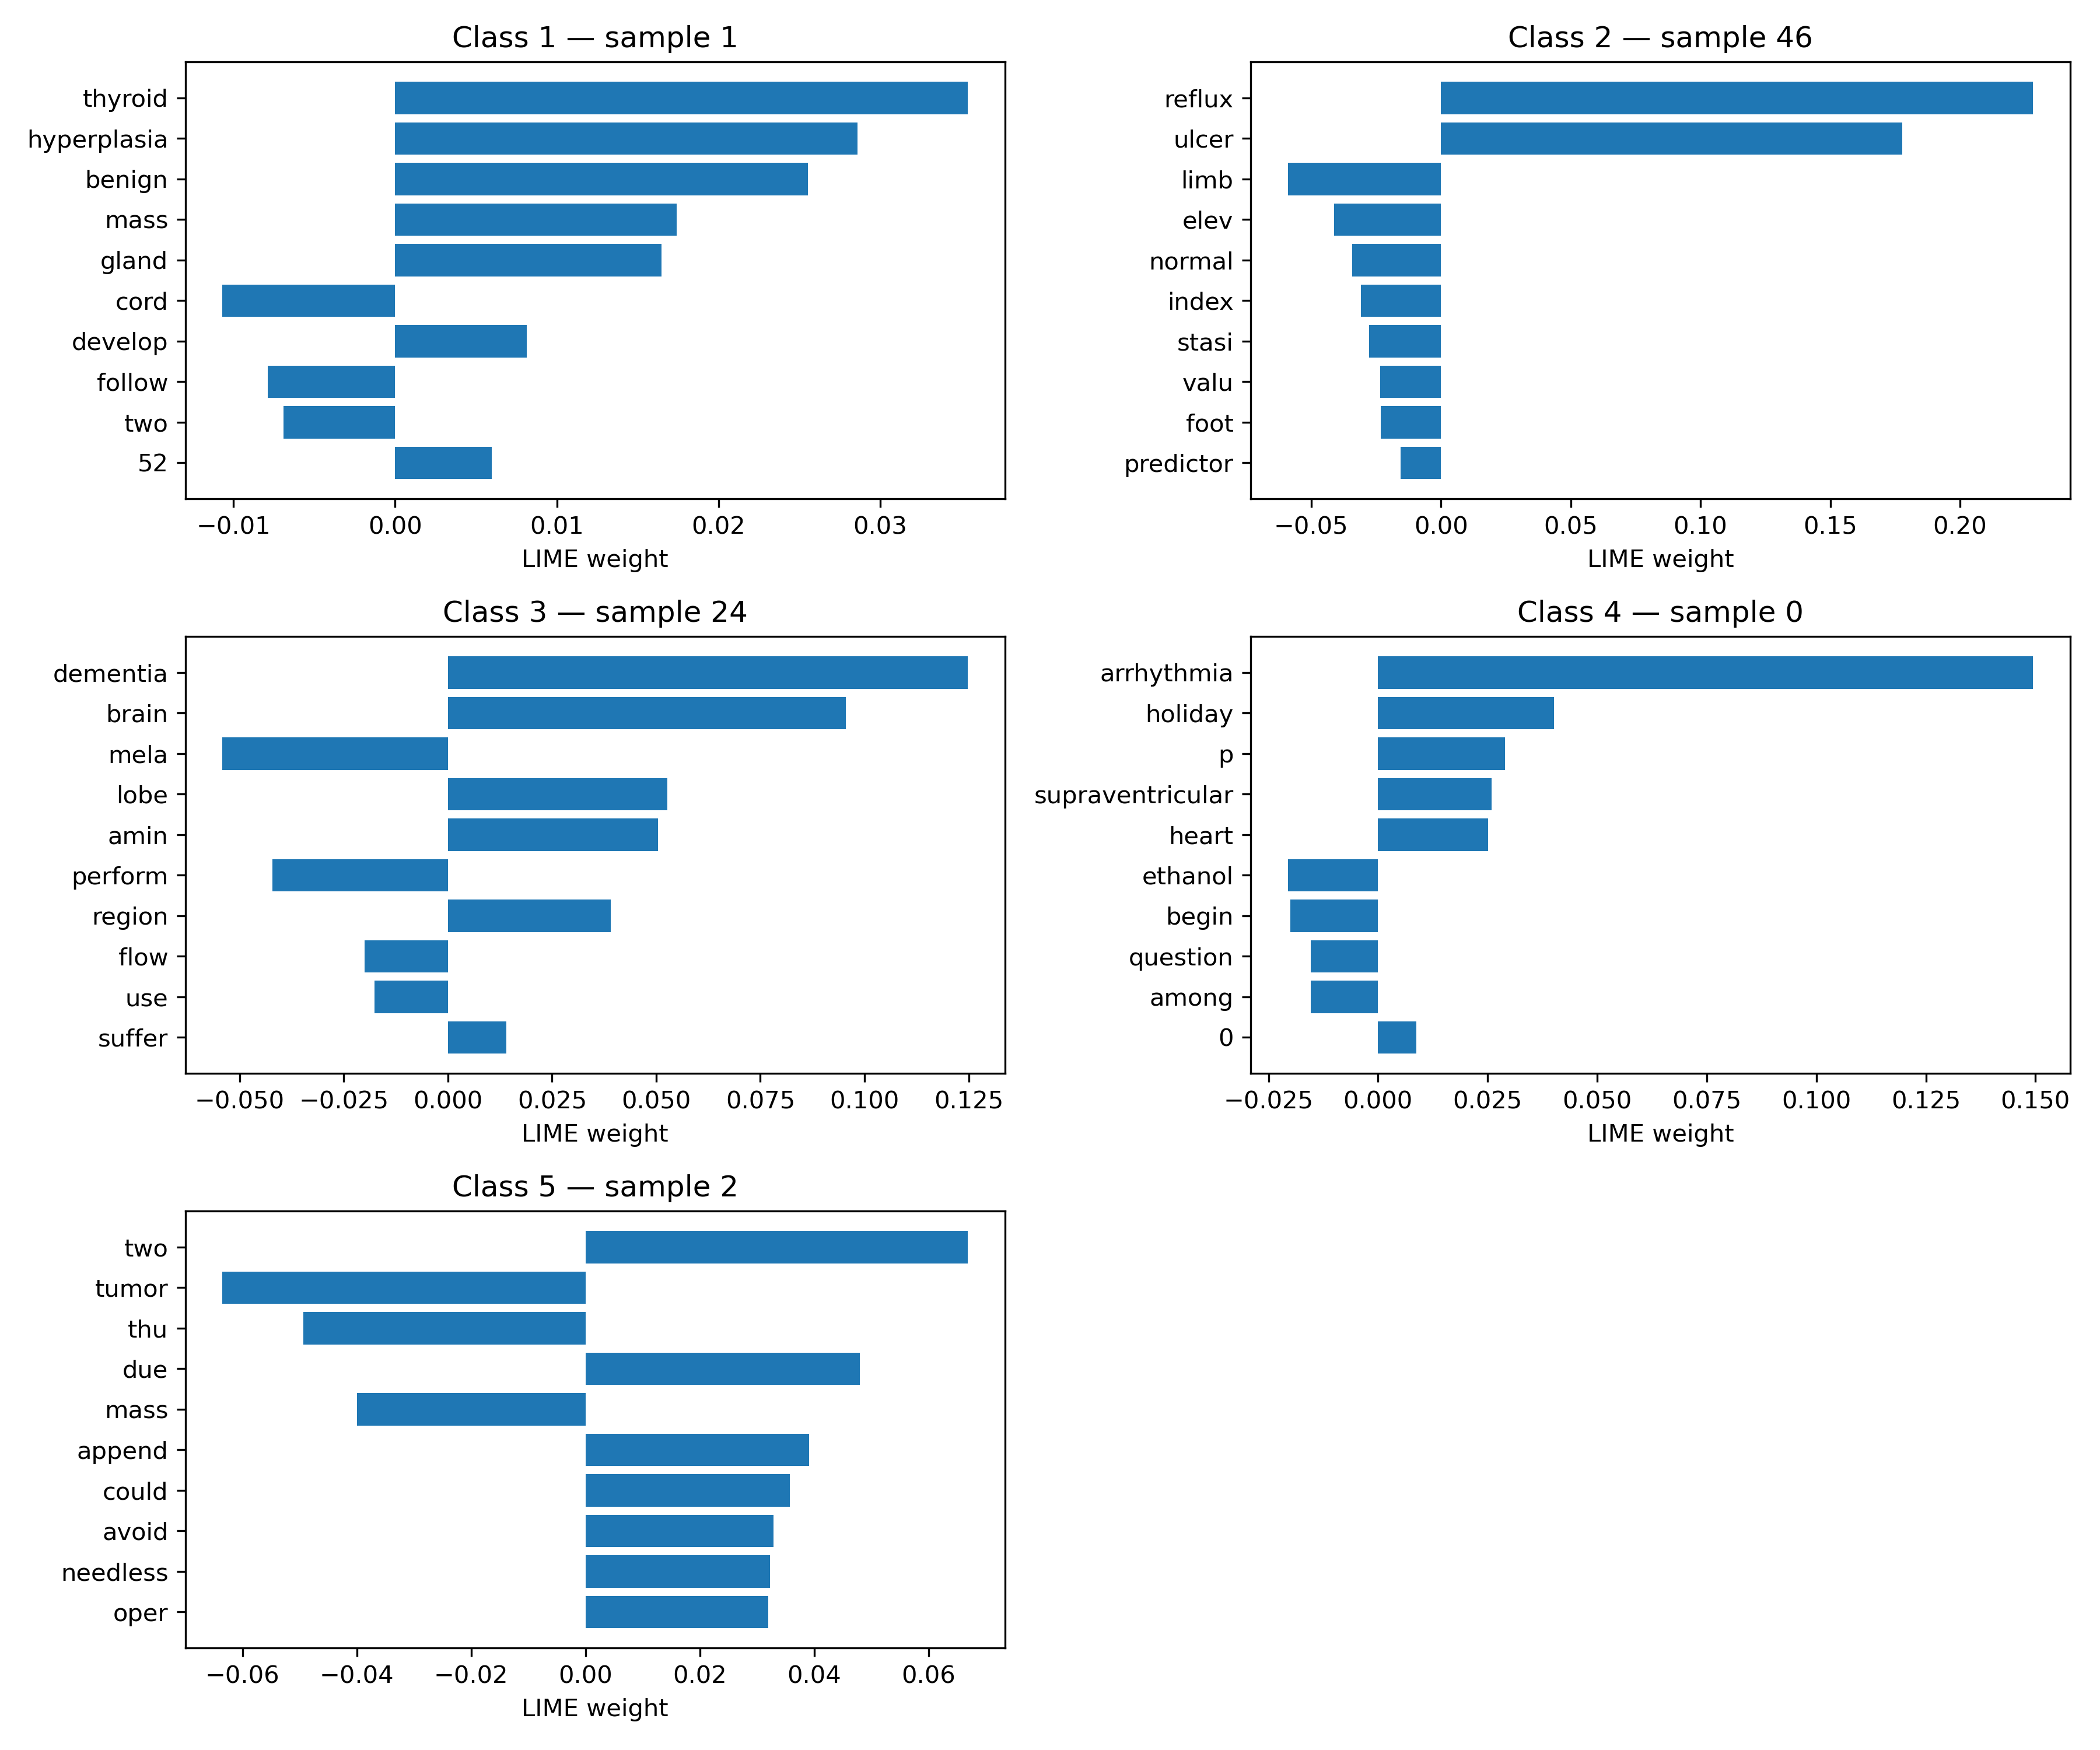 Class 1 — sample 1
thyroid
hyperplasia
benign
mass
gland
cord
develop
follow
two
52
−0.01 0.00 0.01 0.02 0.03
LIME weight
Class 2 — sample 46
reflux
ulcer
limb
elev
normal
index
stasi
valu
foot
predictor
−0.05 0.00 0.05 0.10 0.15 0.20
LIME weight
Class 3 — sample 24
dementia
brain
mela
lobe
amin
perform
region
flow
use
suffer
−0.050 −0.025 0.000 0.025 0.050 0.075 0.100 0.125
LIME weight
Class 4 — sample 0
arrhythmia
holiday
p
supraventricular
heart
ethanol
begin
question
among
0
−0.025 0.000 0.025 0.050 0.075 0.100 0.125 0.150
LIME weight
Class 5 — sample 2
two
tumor
thu
due
mass
append
could
avoid
needless
oper
−0.06 −0.04 −0.02 0.00 0.02 0.04 0.06
LIME weight